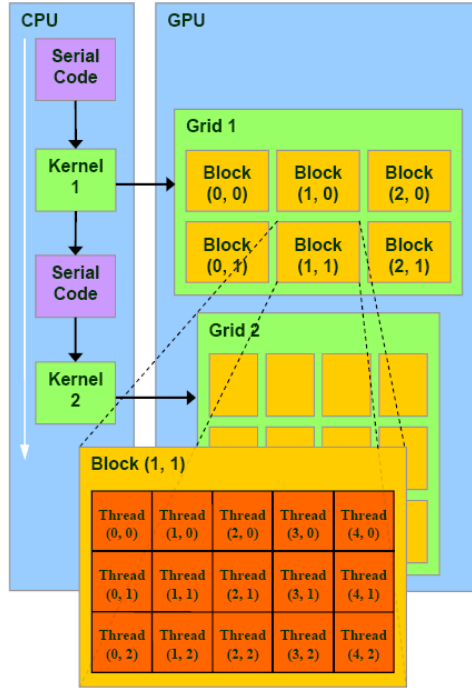 CPU
GPU
Serial
Code
Grid 1
Kernel
1
Block
(0, 0)
Block
(1, 0)
Block
(2, 0)
Block
(0, 1)
Block
(1, 1)
Block
(2, 1)
Serial
Code
Grid 2
Kernel
2
Block (1, 1)
Thread
(0, 0)
Thread
(1, 0)
Thread
(2, 0)
Thread
(3, 0)
Thread
(4, 0)
Thread
(0, 1)
Thread
(1, 1)
Thread
(2, 1)
Thread
(3, 1)
Thread
(4, 1)
Thread
(0, 2)
Thread
(1, 2)
Thread
(2, 2)
Thread
(3, 2)
Thread
(4, 2)